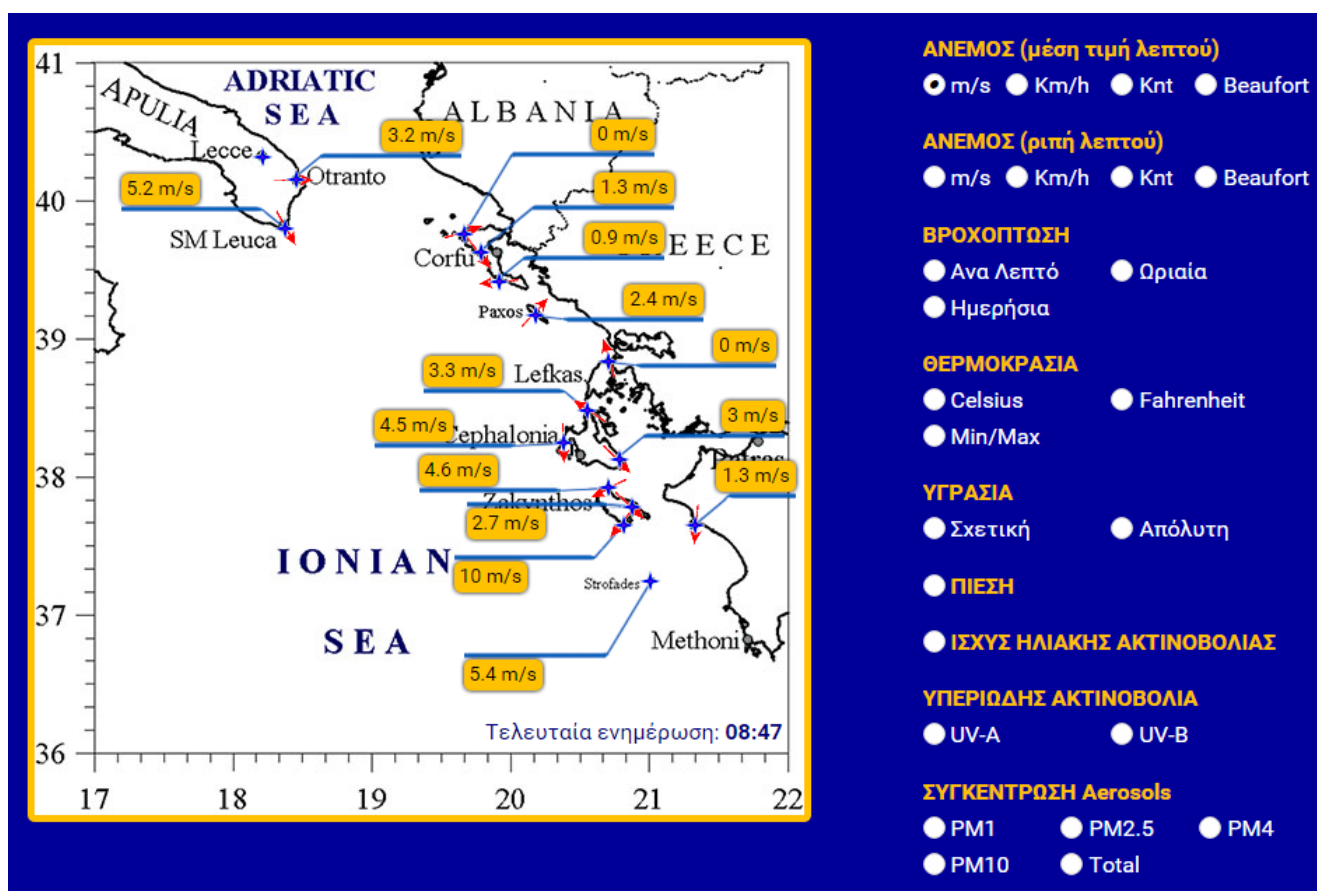 41
ADRIATIC
SEA
APULIA
ALBANIA
3.2 m/s
0 m/s
Lecce
Otranto
5.2 m/s
1.3 m/s
40
SM Leuca
0.9 m/s
EECE
Corfu
2.4 m/s
Paxos
39
0 m/s
3.3 m/s
Lefkas
4.5 m/s
Cephalonia
3 m/s
Patras
38
4.6 m/s
1.3 m/s
Zakynthos
2.7 m/s
IONIAN
10 m/s
Strofades
37
SEA
Methoni
5.4 m/s
Τελευταία ενημέρωση: 08:47
36
17 18 19 20 21 22
ΑΝΕΜΟΣ (μέση τιμή λεπτού)
m/s Km/h Knt Beaufort
ΑΝΕΜΟΣ (ριπή λεπτού)
m/s Km/h Knt Beaufort
ΒΡΟΧΟΠΤΩΣΗ
Ανα Λεπτό Ωριαία
Ημερήσια
ΘΕΡΜΟΚΡΑΣΙΑ
Celsius Fahrenheit
Min/Max
ΥΓΡΑΣΙΑ
Σχετική Απόλυτη
ΠΙΕΣΗ
ΙΣΧΥΣ ΗΛΙΑΚΗΣ ΑΚΤΙΝΟΒΟΛΙΑΣ
ΥΠΕΡΙΩΔΗΣ ΑΚΤΙΝΟΒΟΛΙΑ
UV-A UV-B
ΣΥΓΚΕΝΤΡΩΣΗ Aerosols
PM1 PM2.5 PM4
PM10 Total